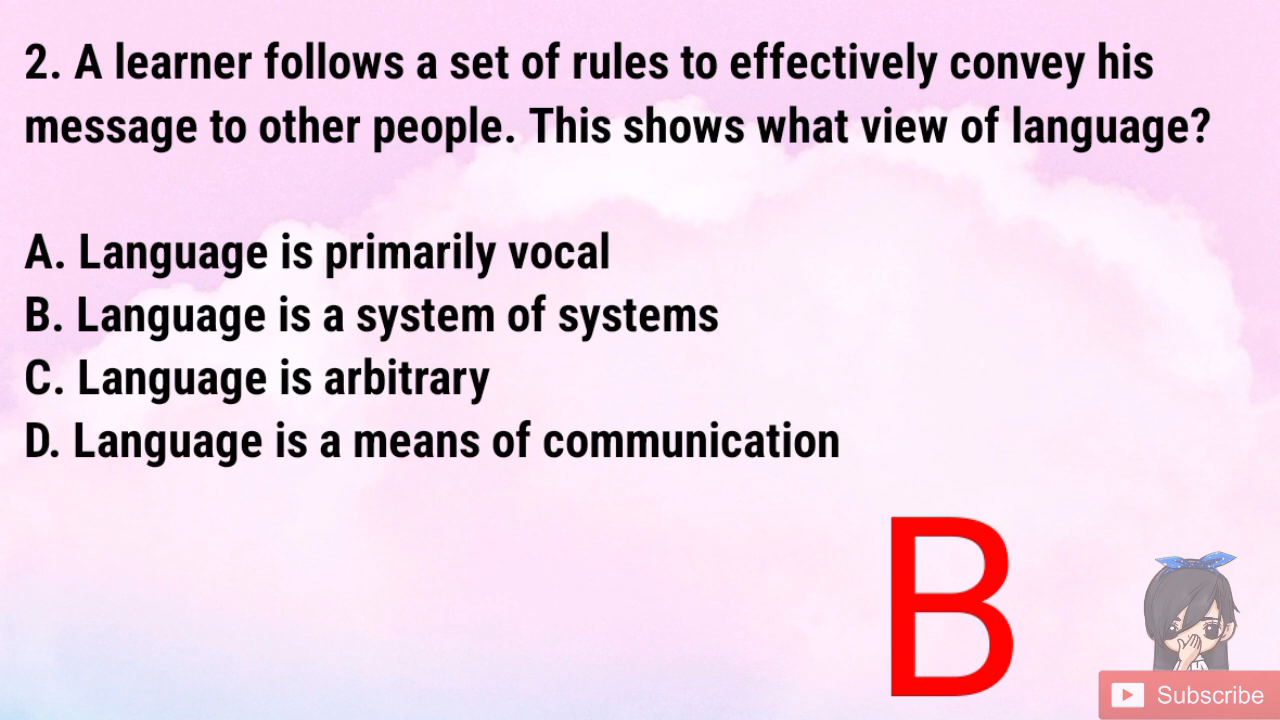 2. A learner follows a set of rules to effectively convey his
message to other people. This shows what view of language?
A. Language is primarily vocal
B. Language is a system of systems
C. Language is arbitrary
D. Language is a means of communication
B
Subscribe